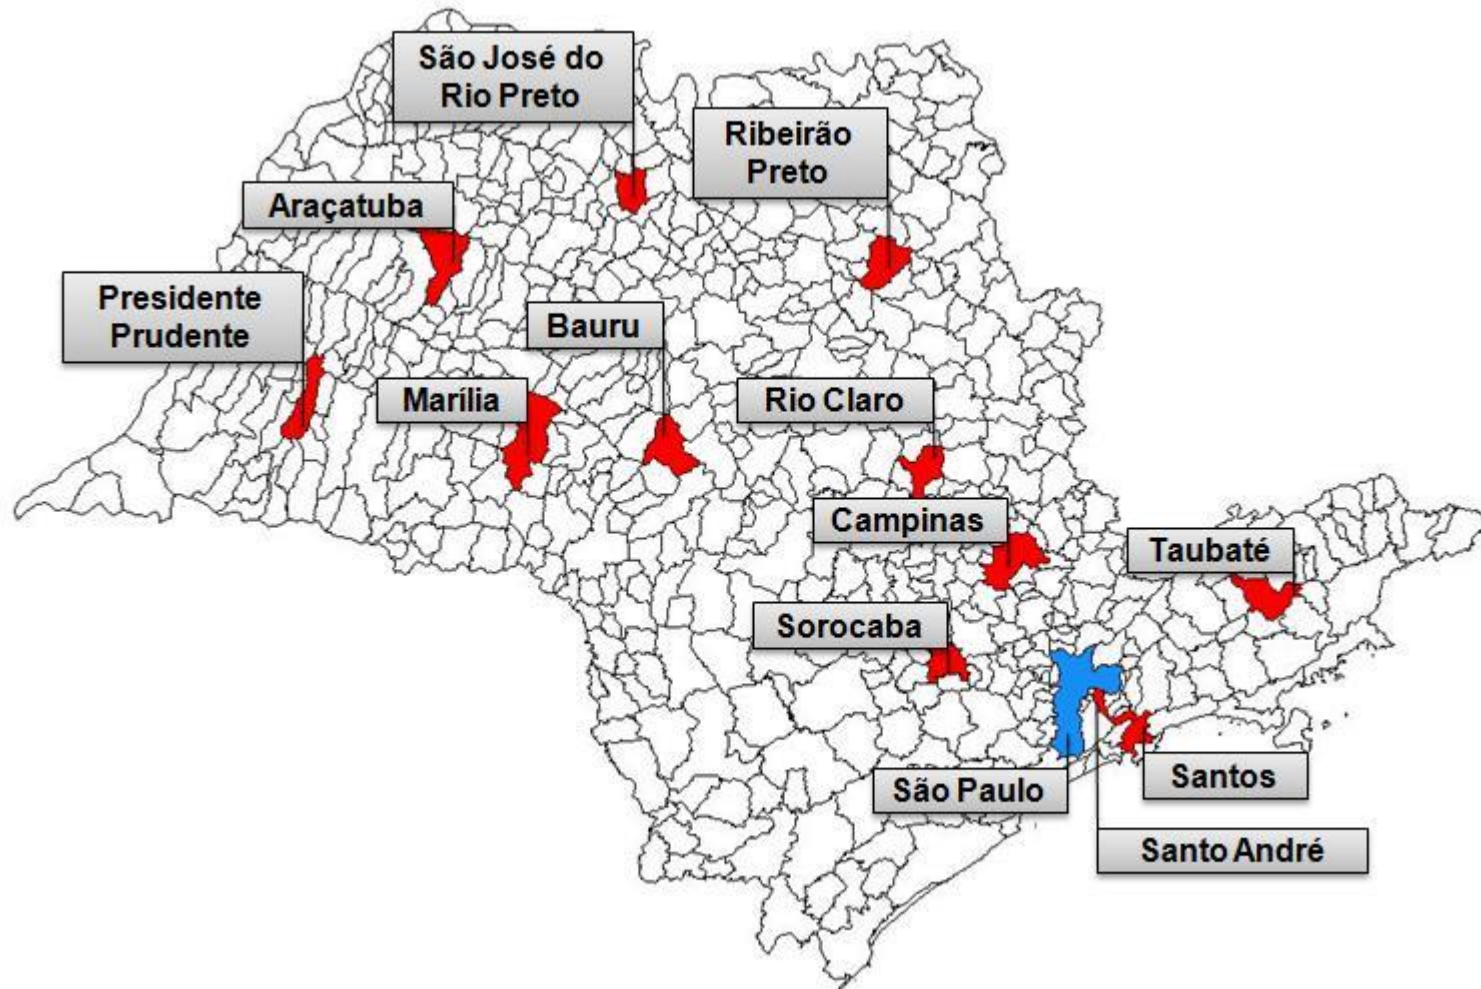 São José do
Rio Preto
Ribeirão
Preto
Araçatuba
Presidente
Prudente
Bauru
Marília
Rio Claro
Campinas
Taubaté
Sorocaba
São Paulo
Santos
Santo André